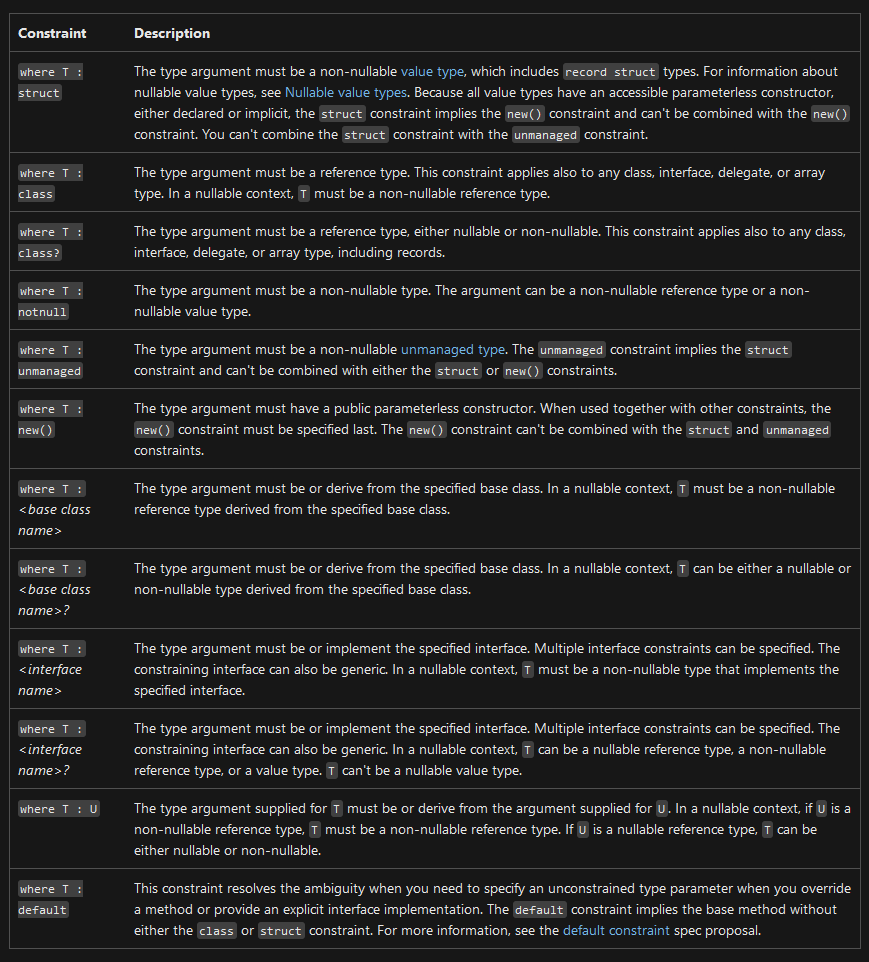 Constraint Description
where T : The type argument must be a non-nullable value type, which includes record struct types. For information about
struct nullable value types, see Nullable value types. Because all value types have an accessible parameterless constructor,
either declared or implicit, the struct constraint implies the new() constraint and can't be combined with the new()
constraint. You can't combine the struct constraint with the unmanaged constraint.
where T : The type argument must be a reference type. This constraint applies also to any class, interface, delegate, or array
class type. In a nullable context, T must be a non-nullable reference type.
where T : The type argument must be a reference type, either nullable or non-nullable. This constraint applies also to any class,
class? interface, delegate, or array type, including records.
where T : The type argument must be a non-nullable type. The argument can be a non-nullable reference type or a non-
notnull nullable value type.
where T : The type argument must be a non-nullable unmanaged type. The unmanaged constraint implies the struct
unmanaged constraint and can't be combined with either the struct or new() constraints.
where T : The type argument must have a public parameterless constructor. When used together with other constraints, the
new() new() constraint must be specified last. The new() constraint can't be combined with the struct and unmanaged
constraints.
where T : The type argument must be or derive from the specified base class. In a nullable context, T must be a non-nullable
<base class reference type derived from the specified base class.
name>
where T : The type argument must be or derive from the specified base class. In a nullable context, T can be either a nullable or
<base class non-nullable type derived from the specified base class.
name>?
where T : The type argument must be or implement the specified interface. Multiple interface constraints can be specified. The
<interface constraining interface can also be generic. In a nullable context, T must be a non-nullable type that implements the
name> specified interface.
where T : The type argument must be or implement the specified interface. Multiple interface constraints can be specified. The
<interface constraining interface can also be generic. In a nullable context, T can be a nullable reference type, a non-nullable
name>? reference type, or a value type. T can't be a nullable value type.
where T : U The type argument supplied for T must be or derive from the argument supplied for U. In a nullable context, if U is a
non-nullable reference type, T must be a non-nullable reference type. If U is a nullable reference type, T can be
either nullable or non-nullable.
where T : This constraint resolves the ambiguity when you need to specify an unconstrained type parameter when you override
default a method or provide an explicit interface implementation. The default constraint implies the base method without
either the class or struct constraint. For more information, see the default constraint spec proposal.